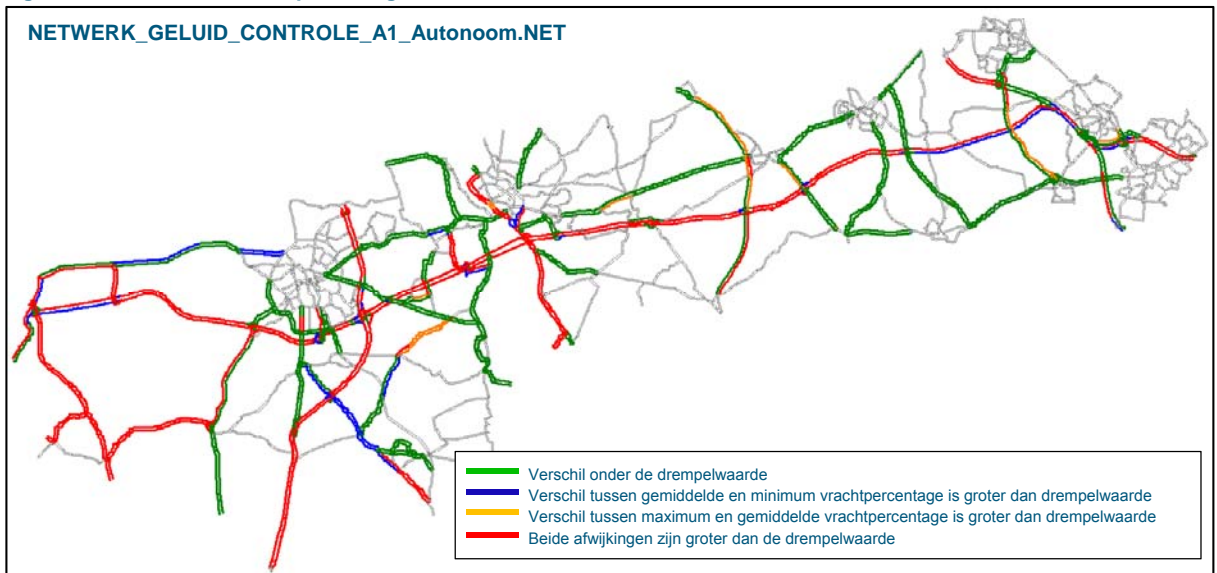 NETWERK_GELUID_CONTROLE_A1_Autonoom.NET
Verschil onder de drempelwaarde
Verschil tussen gemiddelde en minimum vrachtpercentage is groter dan drempelwaarde
Verschil tussen maximum en gemiddelde vrachtpercentage is groter dan drempelwaarde
Beide afwijkingen zijn groter dan de drempelwaarde